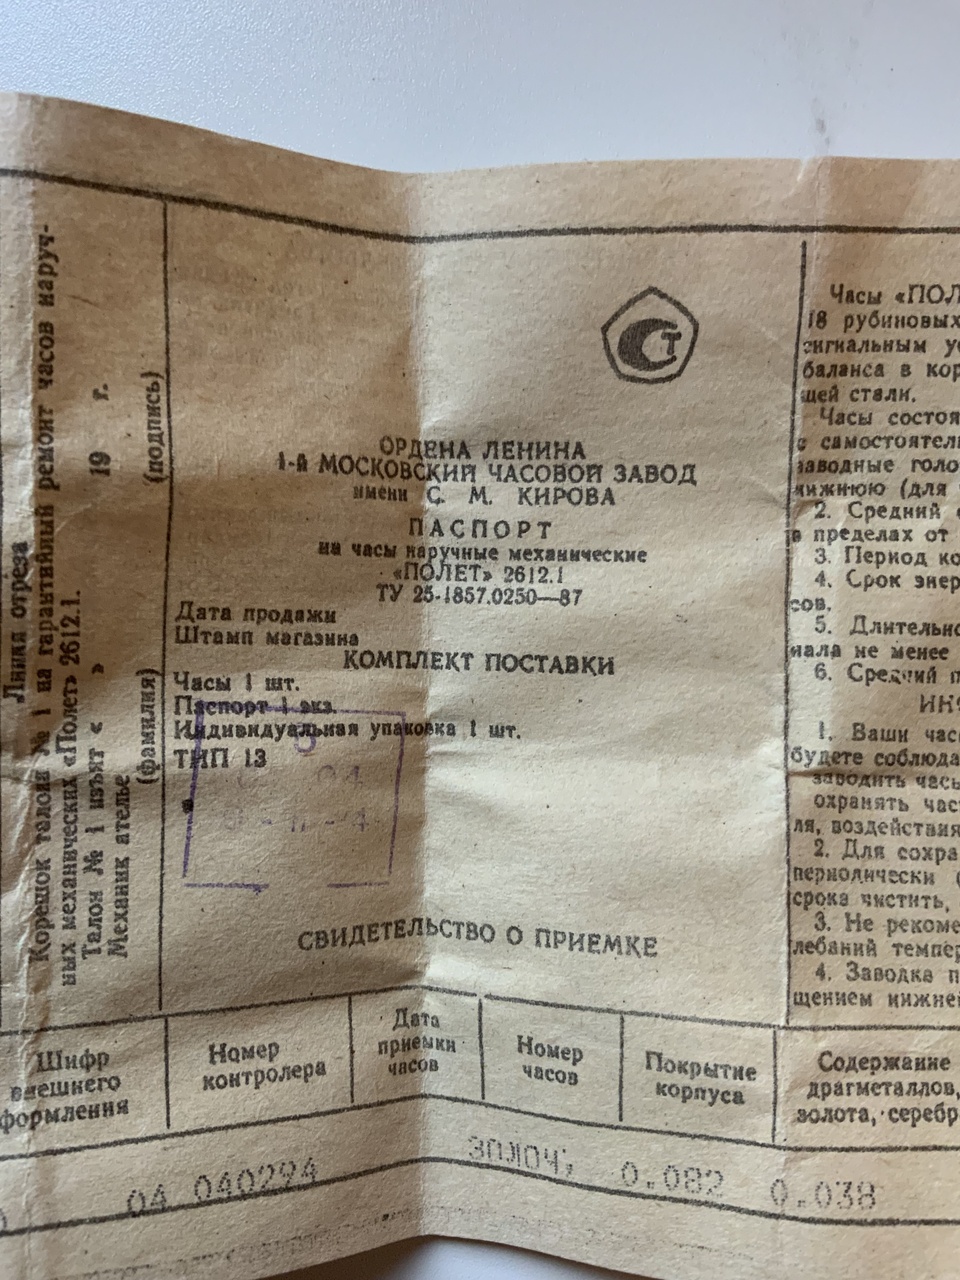 Линия отреза
Корешок талона № 1 на гарантийный ремонт часов наруч-
ных механических «Полет» 2612.1.
Талон № 1 изъят « » 19 г.
Механик ателье
(фамилия) (подпись)
СТ
ОРДЕНА ЛЕНИНА
1-й МОСКОВСКИЙ ЧАСОВОЙ ЗАВОД
имени С. М. КИРОВА
ПАСПОРТ
на часы наручные механические
«ПОЛЕТ» 2612.1
ТУ 25-1857.0250—87
Дата продажи
Штамп магазина
КОМПЛЕКТ ПОСТАВКИ
Часы 1 шт.
Паспорт 1 экз.
Индивидуальная упаковка 1 шт.
ТИП 13
СВИДЕТЕЛЬСТВО О ПРИЕМКЕ
Часы «ПОЛ
18 рубиновых
сигнальным ус
баланса в кор
щей стали.
Часы состоя
с самостоятел
заводные голо
нижнюю (для
2. Средний
в пределах от
3. Период ко
4. Срок энер
сов.
5. Длительно
нала не менее
6. Средний п
ИН
1. Ваши час
будете соблюда
заводить часы
охранять час
ля, воздействия
2. Для сохра
периодически (
срока чистить,
3. Не рекоме
лебаний темпер
4. Заводка п
щением нижней
Шифр
внешнего
формления
Номер
контролера
Дата
приемки
часов
Номер
часов
Покрытие
корпуса
Содержание
драгметаллов,
золота, серебр
04 040294 ЗОЛОЧ, 0.082 0.038